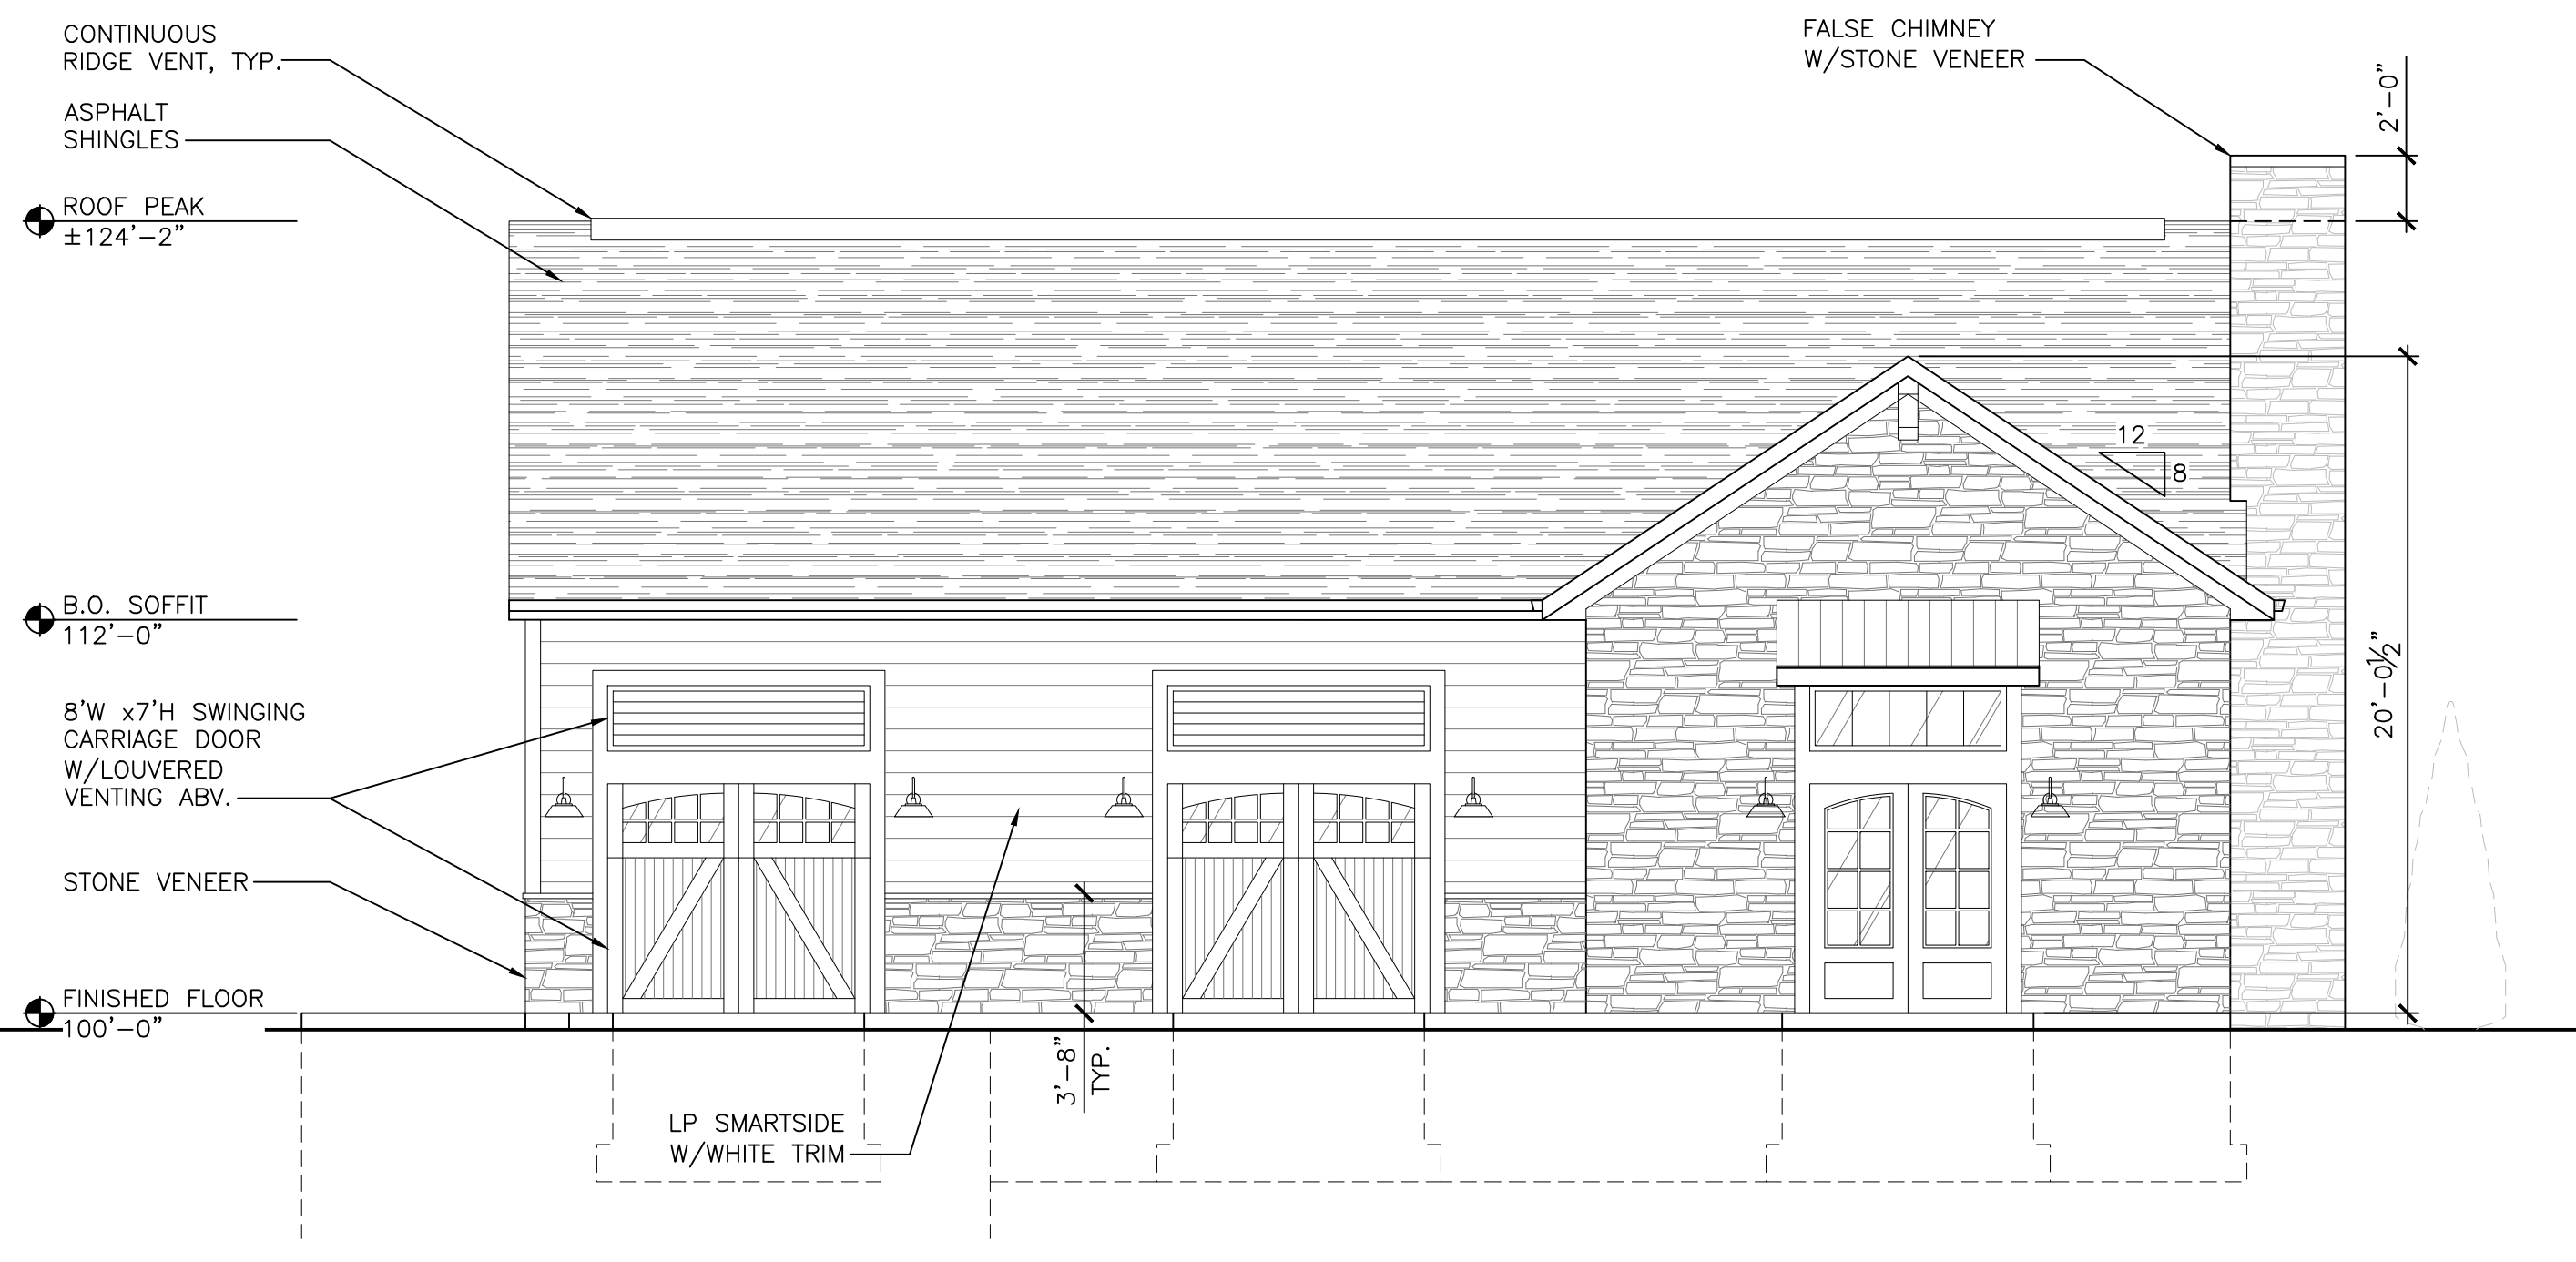 CONTINUOUS
RIDGE VENT, TYP.
ASPHALT
SHINGLES
ROOF PEAK
±124'-2"
B.O. SOFFIT
112'-0"
8'W x7'H SWINGING
CARRIAGE DOOR
W/LOUVERED
VENTING ABV.
STONE VENEER
FINISHED FLOOR
100'-0"
LP SMARTSIDE
W/WHITE TRIM
3'-8"
TYP.
FALSE CHIMNEY
W/STONE VENEER
2'-0"
12
8
20'-0½"